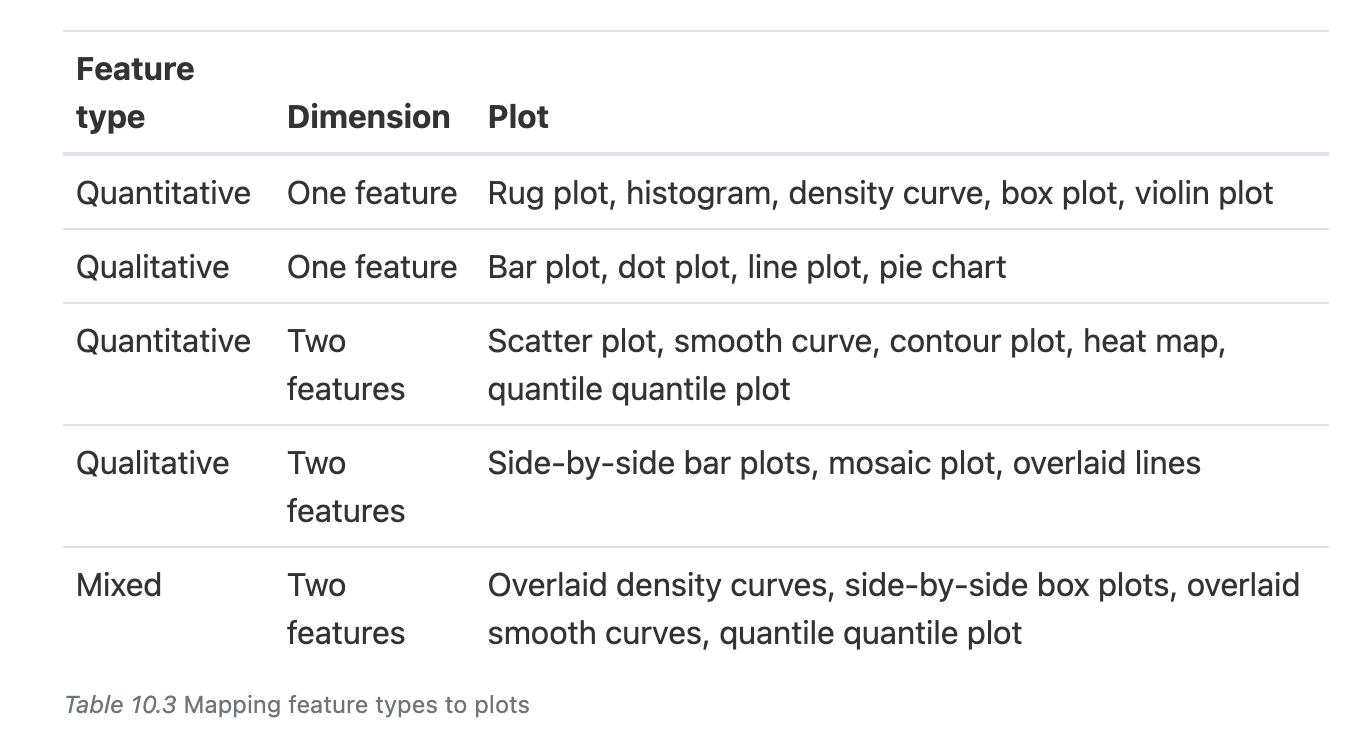 Feature
type Dimension Plot
Quantitative One feature Rug plot, histogram, density curve, box plot, violin plot
Qualitative One feature Bar plot, dot plot, line plot, pie chart
Quantitative Two Scatter plot, smooth curve, contour plot, heat map,
features quantile quantile plot
Qualitative Two Side-by-side bar plots, mosaic plot, overlaid lines
features
Mixed Two Overlaid density curves, side-by-side box plots, overlaid
features smooth curves, quantile quantile plot
Table 10.3 Mapping feature types to plots